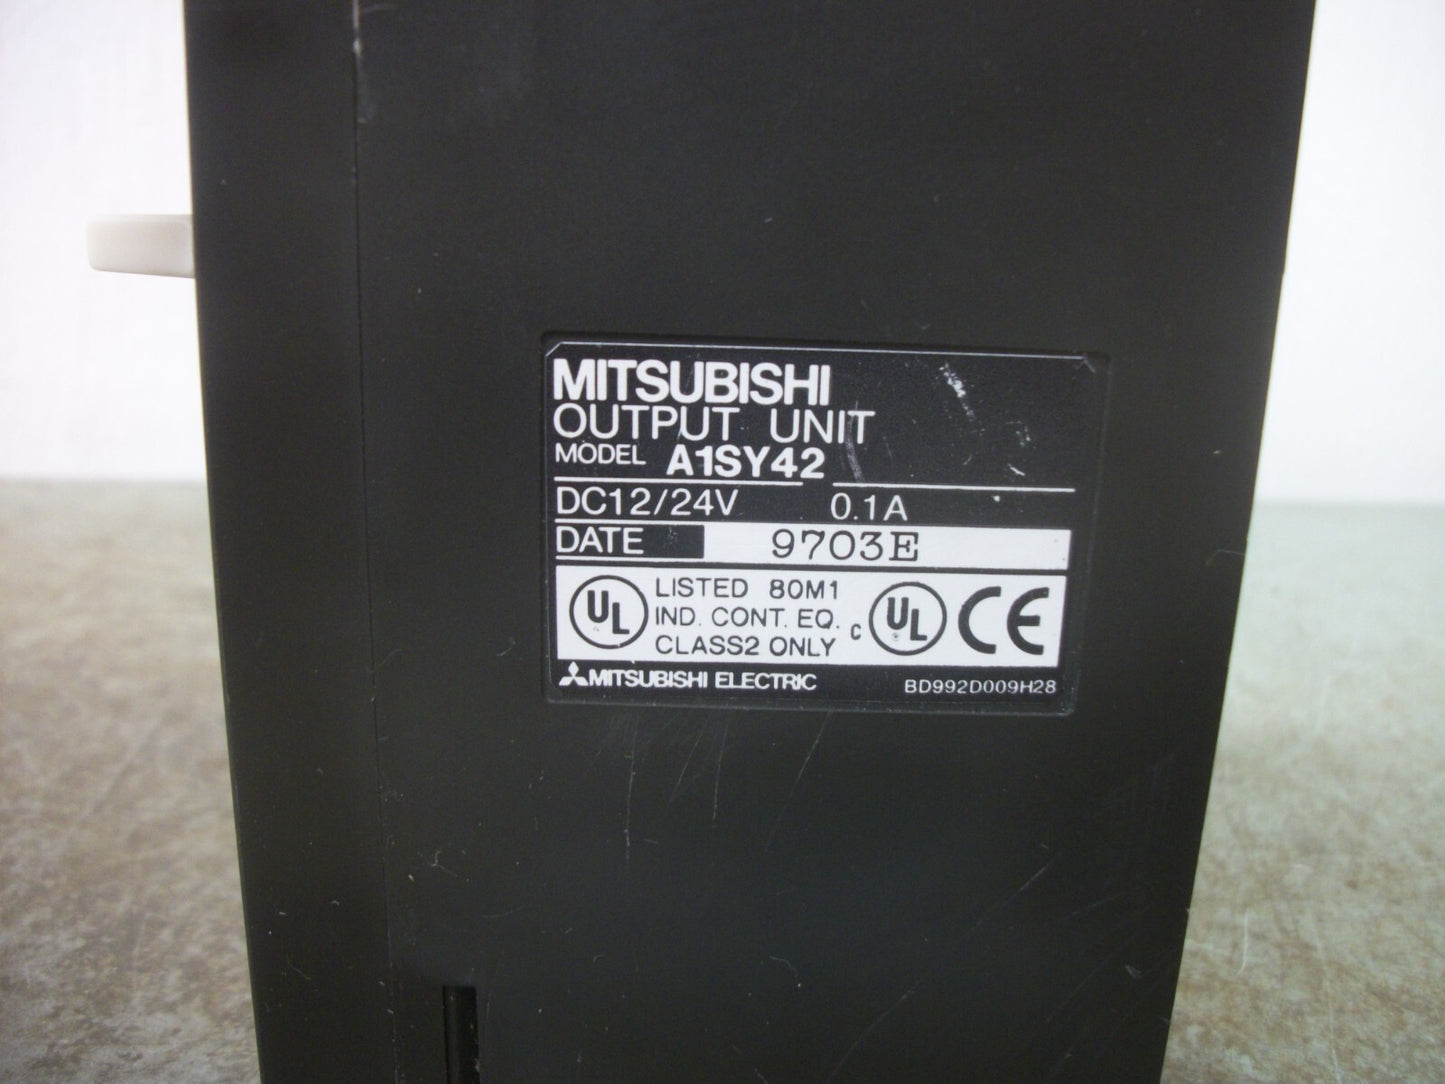 MITSUBISHI
OUTPUT UNIT
MODEL A1SY42
DC12/24V 0.1A
DATE 9703E
UL LISTED 80M1
IND. CONT. EQ.
CLASS2 ONLY
c UL CE
MITSUBISHI ELECTRIC BD992D009H28